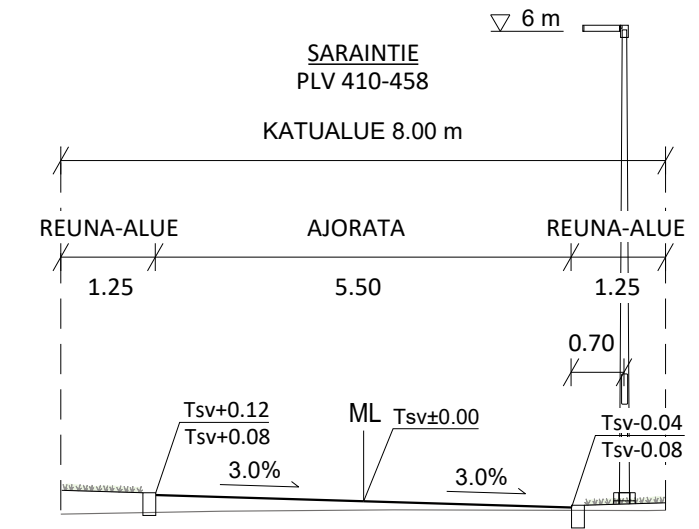 6 m
SARAINTIE
PLV 410-458
KATUALUE 8.00 m
REUNA-ALUE AJORATA REUNA-ALUE
1.25 5.50 1.25
0.70
Tsv+0.12 ML Tsv±0.00 Tsv-0.04
Tsv+0.08 Tsv-0.08
3.0% 3.0%